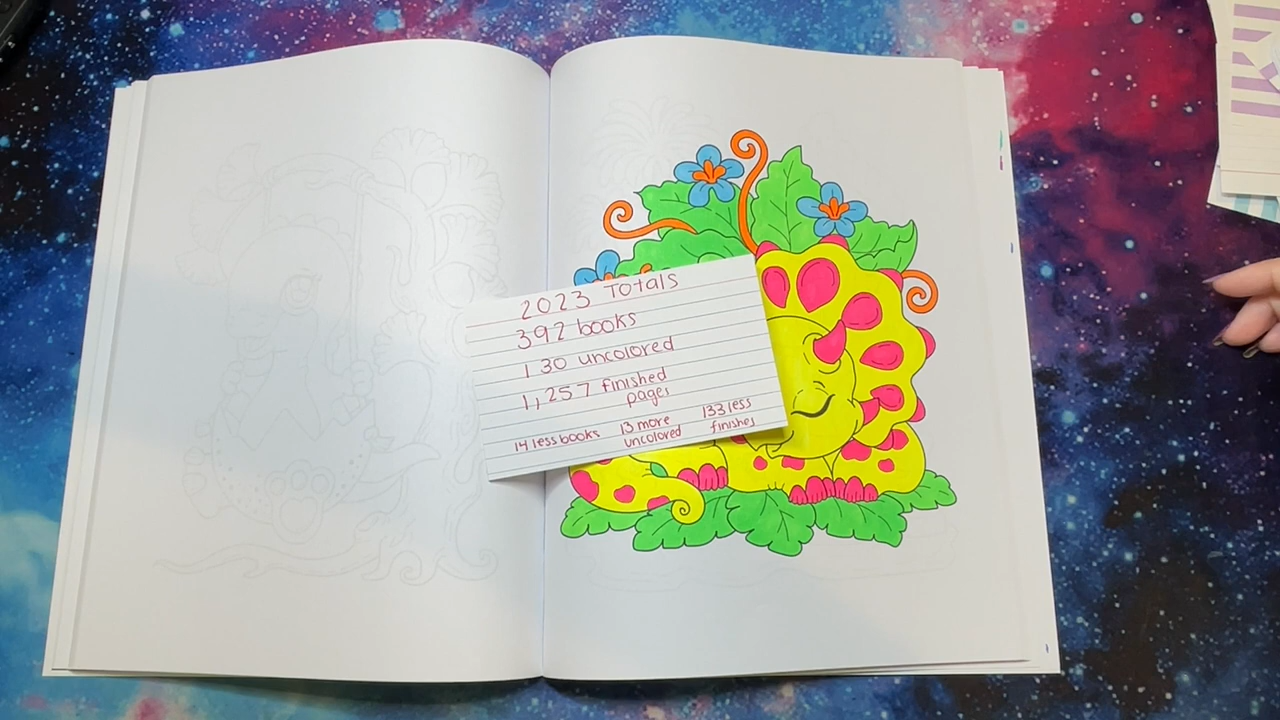 2023 Totals
392 books
130 uncolored
1,257 finished
pages
14 less books 13 more 133 less
uncolored finishes